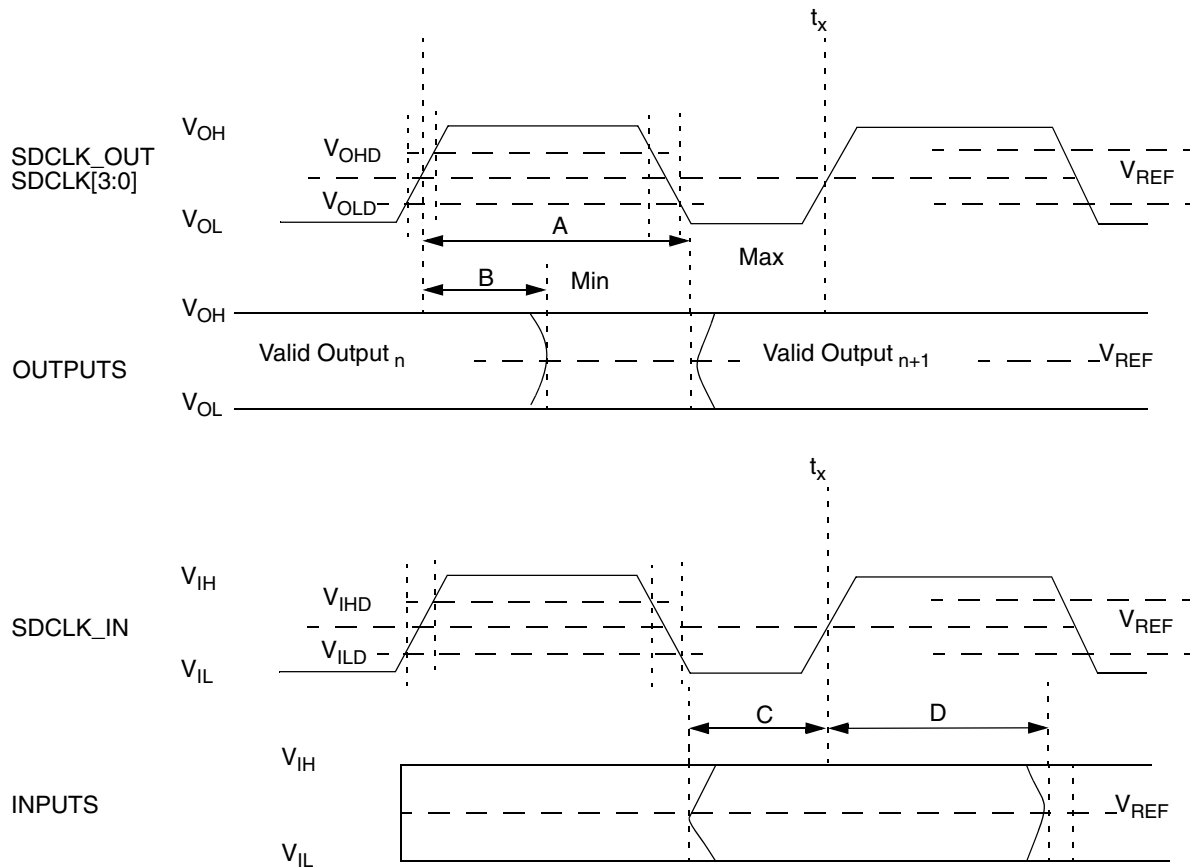 tx
VOH
SDCLK_OUT
SDCLK[3:0]
VOHD
VREF
VOLD
VOL
A
Max
B
Min
VOH
Valid Output n
Valid Output n+1
OUTPUTS
VREF
VOL
tx
VIH
VIHD
SDCLK_IN
VREF
VILD
VIL
C
D
VIH
INPUTS
VREF
VIL